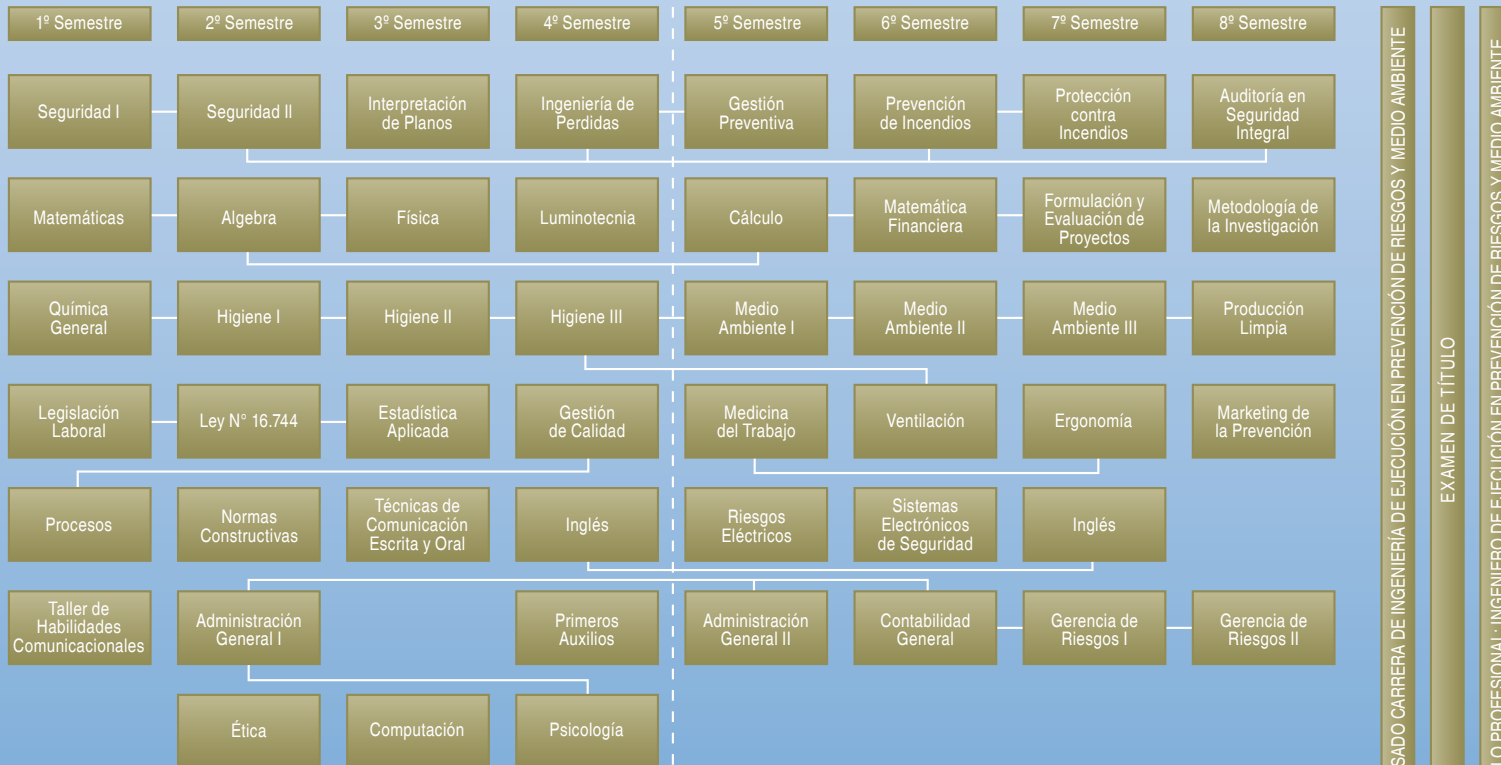 1º Semestre
2º Semestre
3º Semestre
4º Semestre
5º Semestre
6º Semestre
7º Semestre
8º Semestre
Seguridad I
Seguridad II
Interpretación
de Planos
Ingeniería de
Perdidas
Gestión
Preventiva
Prevención
de Incendios
Protección
contra
Incendios
Auditoría en
Seguridad
Integral
Matemáticas
Algebra
Física
Luminotecnia
Cálculo
Matemática
Financiera
Formulación y
Evaluación de
Proyectos
Metodología de
la Investigación
Química
General
Higiene I
Higiene II
Higiene III
Medio
Ambiente I
Medio
Ambiente II
Medio
Ambiente III
Producción
Limpia
Legislación
Laboral
Ley N° 16.744
Estadística
Aplicada
Gestión
de Calidad
Medicina
del Trabajo
Ventilación
Ergonomía
Marketing de
la Prevención
Procesos
Normas
Constructivas
Técnicas de
Comunicación
Escrita y Oral
Inglés
Riesgos
Eléctricos
Sistemas
Electrónicos
de Seguridad
Inglés
Taller de
Habilidades
Comunicacionales
Administración
General I
Primeros
Auxilios
Administración
General II
Contabilidad
General
Gerencia de
Riesgos I
Gerencia de
Riesgos II
Ética
Computación
Psicología
SADO CARRERA DE INGENIERÍA DE EJECUCIÓN EN PREVENCIÓN DE RIESGOS Y MEDIO AMBIENTE
EXAMEN DE TÍTULO
LO PROFESIONAL: INGENIERO DE EJECUCIÓN EN PREVENCIÓN DE RIESGOS Y MEDIO AMBIENTE